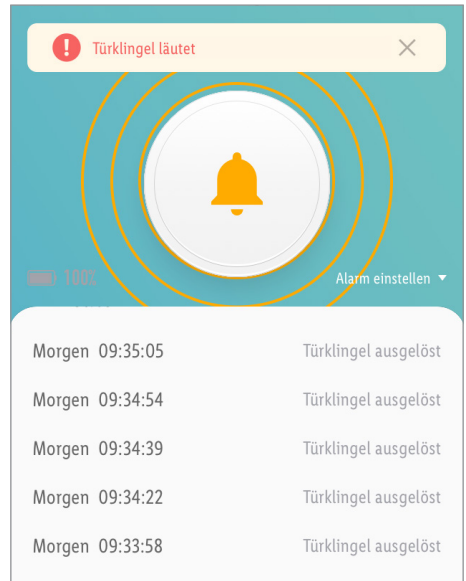 Türklingel läutet
100%
Alarm einstellen
Morgen 09:35:05 Türklingel ausgelöst
Morgen 09:34:54 Türklingel ausgelöst
Morgen 09:34:39 Türklingel ausgelöst
Morgen 09:34:22 Türklingel ausgelöst
Morgen 09:33:58 Türklingel ausgelöst